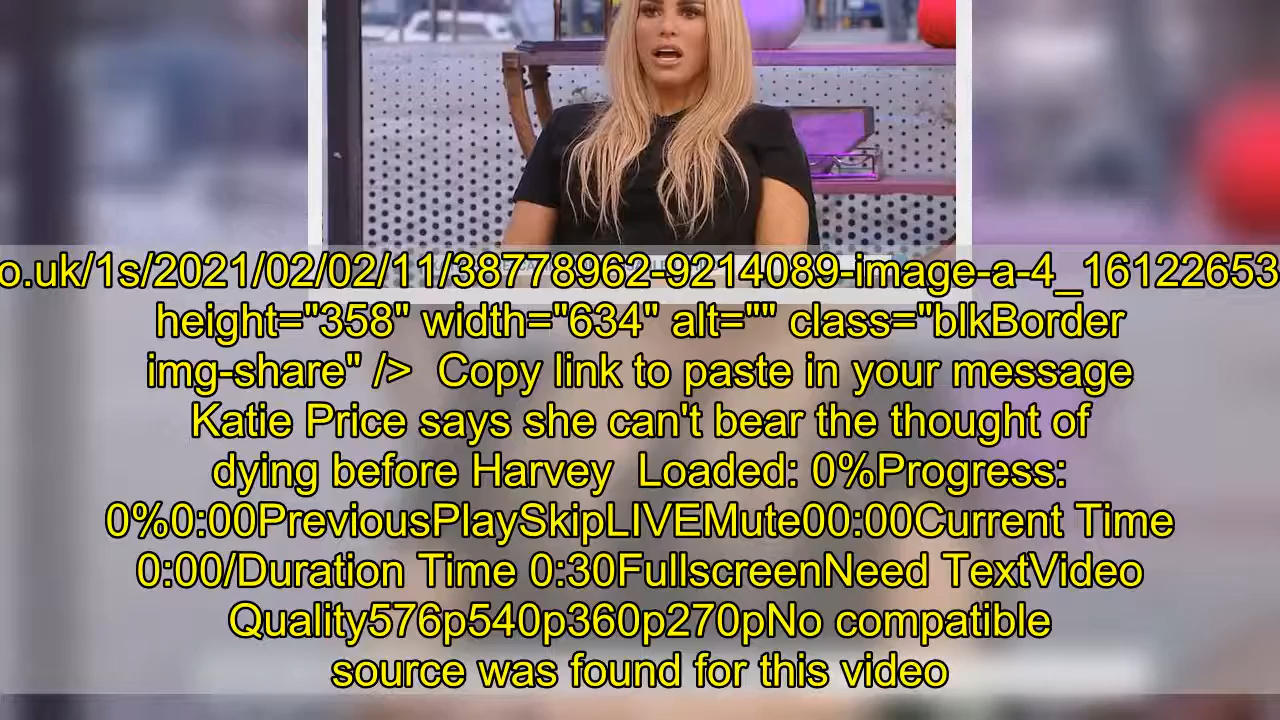 o.uk/1s/2021/02/02/11/38778962-9214089-image-a-4_16122653
height="358" width="634" alt="" class="blkBorder
img-share" />  Copy link to paste in your message
Katie Price says she can't bear the thought of
dying before Harvey  Loaded: 0%Progress:
0%0:00PreviousPlaySkipLIVEMute00:00Current Time
0:00/Duration Time 0:30FullscreenNeed TextVideo
Quality576p540p360p270pNo compatible
source was found for this video